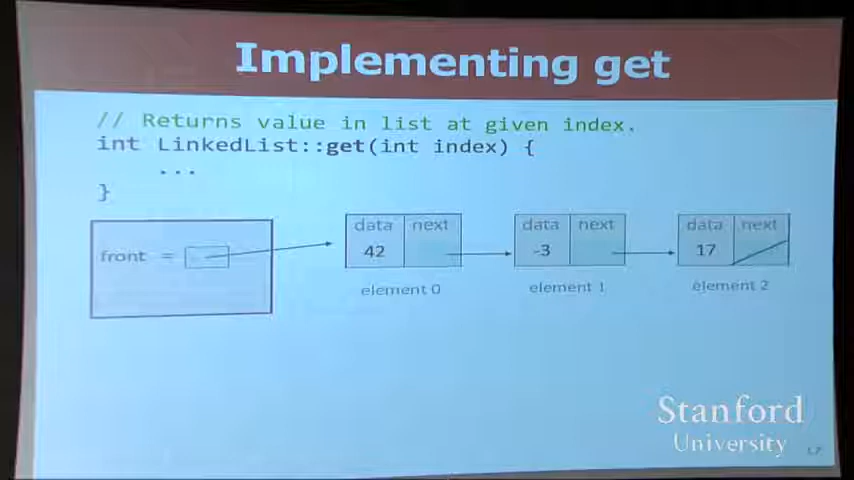 Implementing get
// Returns value in list at given index.
int LinkedList::get(int index) {
...
}
front =
data next
42
element 0
data next
-3
element 1
data next
17
element 2
Stanford
University
17